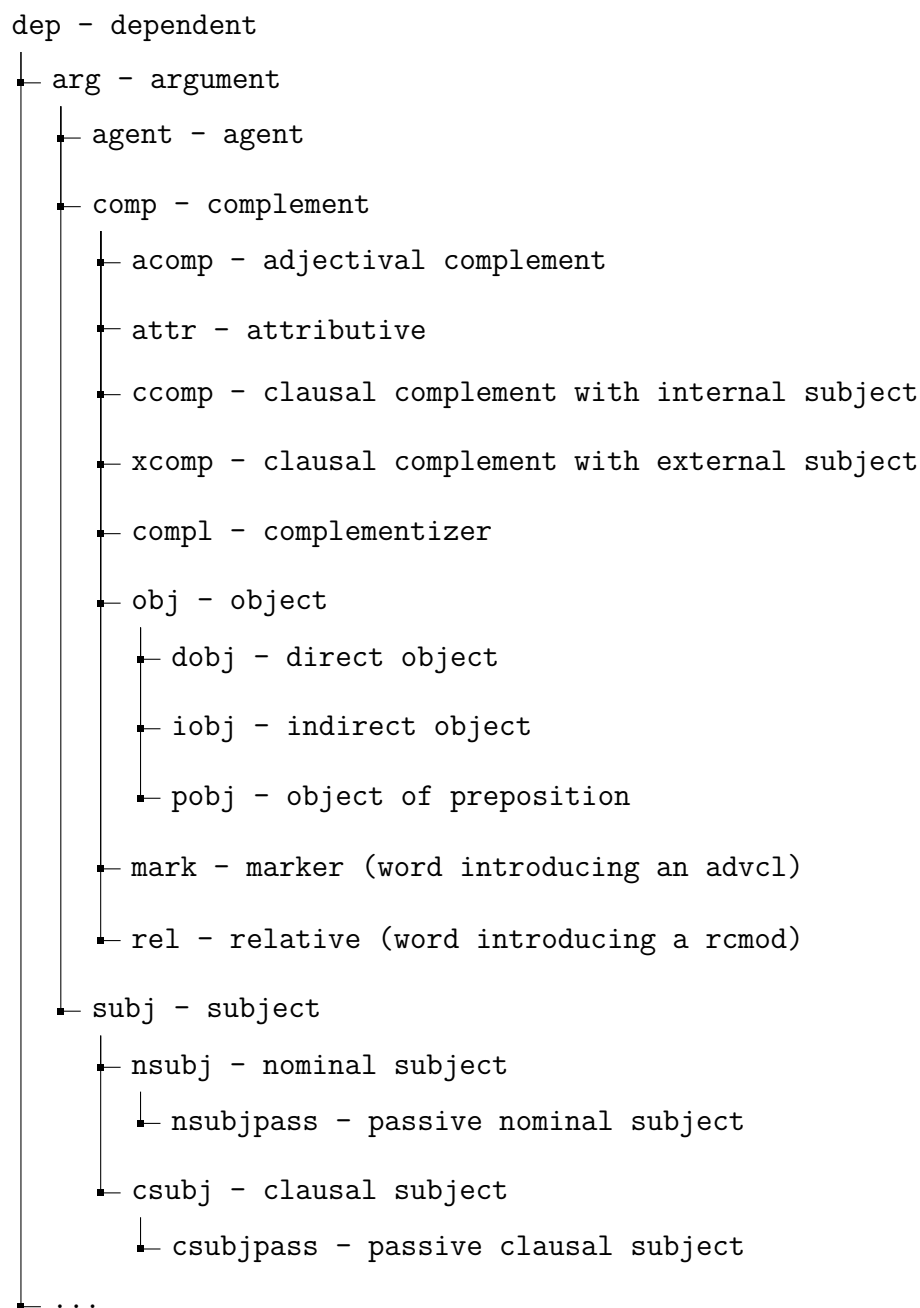 dep - dependent
arg - argument
agent - agent
comp - complement
acomp - adjectival complement
attr - attributive
ccomp - clausal complement with internal subject
xcomp - clausal complement with external subject
compl - complementizer
obj - object
dobj - direct object
iobj - indirect object
pobj - object of preposition
mark - marker (word introducing an advcl)
rel - relative (word introducing a rcmod)
subj - subject
nsubj - nominal subject
nsubjpass - passive nominal subject
csubj - clausal subject
csubjpass - passive clausal subject
...